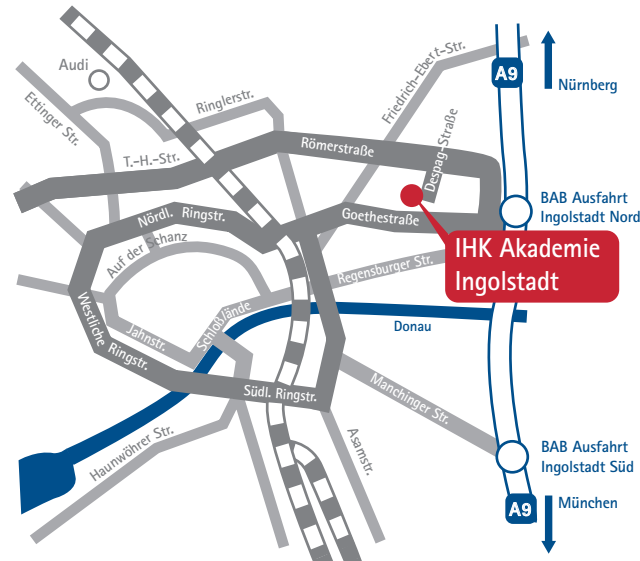 A9
Nürnberg
Audi
Ettinger Str.
Ringlerstr.
Friedrich-Ebert-Str.
T.-H.-Str.
Römerstraße
Despag-Straße
BAB Ausfahrt
Ingolstadt Nord
Nördl. Ringstr.
Goethestraße
IHK Akademie
Ingolstadt
Auf der Schanz
Regensburger Str.
Westliche Ringstr.
Jahnstr.
Schloßlände
Donau
Südl. Ringstr.
Manchinger Str.
Haunwöhrer Str.
Asamstr.
BAB Ausfahrt
Ingolstadt Süd
A9
München